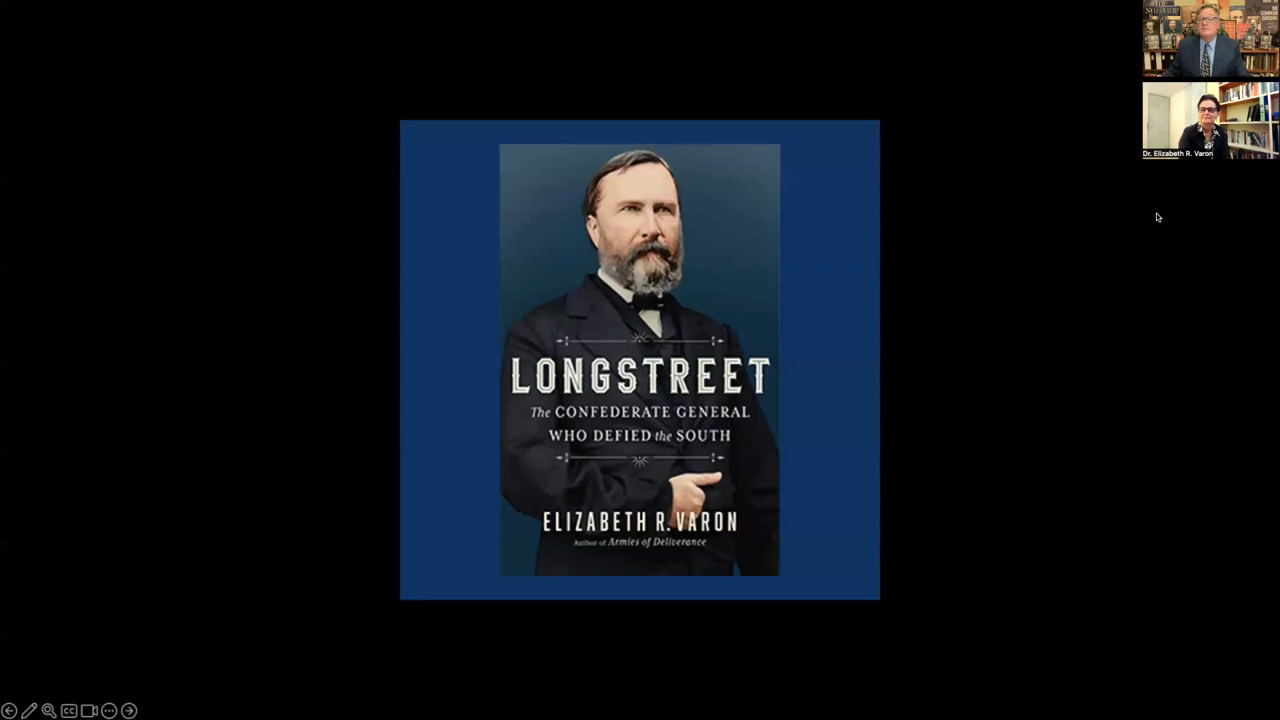 LONGSTREET
The CONFEDERATE GENERAL
WHO DEFIED the SOUTH
ELIZABETH R. VARON
Author of Armies of Deliverance
Dr. Elizabeth R. Varon